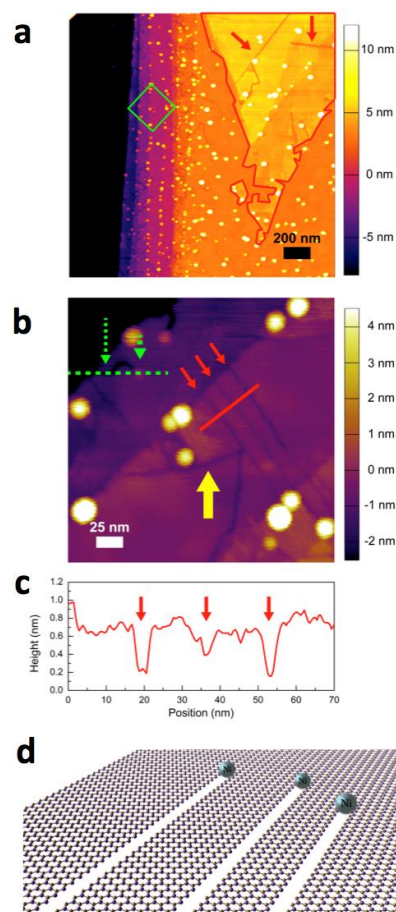 a
10 nm
5 nm
0 nm
-5 nm
200 nm
b
4 nm
3 nm
2 nm
1 nm
0 nm
-1 nm
-2 nm
25 nm
c
1.2
1.0
0.8
0.6
0.4
0.2
0.0
Height (nm)
0 10 20 30 40 50 60 70
Position (nm)
d
Ni
Ni
Ni